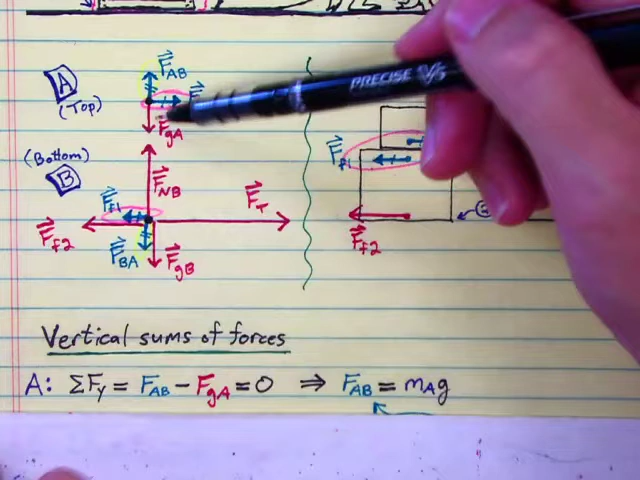 A
(Top)
F_AB
F
F_gA
(Bottom)
B
F_NB
F_f1
F_T
F_f2
F_BA
F_gB
PRECISE V5
F_f1
F_f2
Vertical sums of forces
A: ΣF_y = F_AB - F_gA = 0 ⇒ F_AB = m_A g